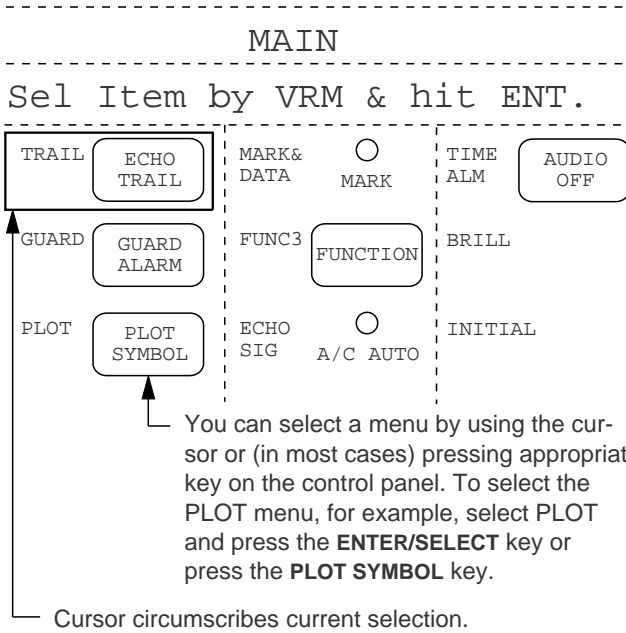 MAIN
Sel Item by VRM & hit ENT.
TRAIL
ECHO
TRAIL
MARK&
DATA
MARK
TIME
ALM
AUDIO
OFF
GUARD
GUARD
ALARM
FUNC3
FUNCTION
BRILL
PLOT
PLOT
SYMBOL
ECHO
SIG
A/C AUTO
INITIAL
You can select a menu by using the cur-
sor or (in most cases) pressing appropriat
key on the control panel. To select the
PLOT menu, for example, select PLOT
and press the ENTER/SELECT key or
press the PLOT SYMBOL key.
Cursor circumscribes current selection.